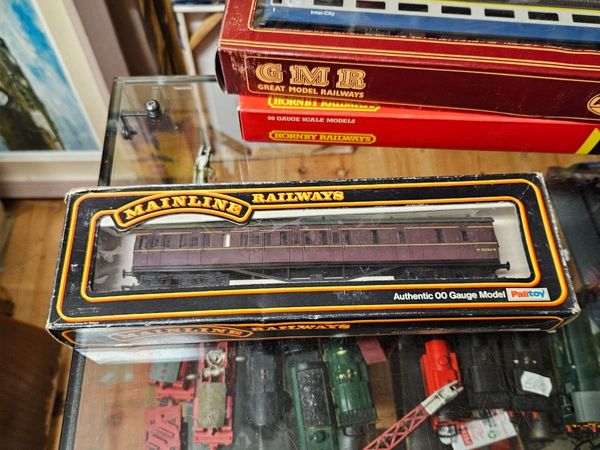 Inter-City
GMR
GREAT MODEL RAILWAYS
HORNBY RAILWAYS
00 GAUGE SCALE MODELS
HORNBY RAILWAYS
MAINLINE RAILWAYS
Authentic 00 Gauge Model Palitoy
MAINLINE RAILWAYS